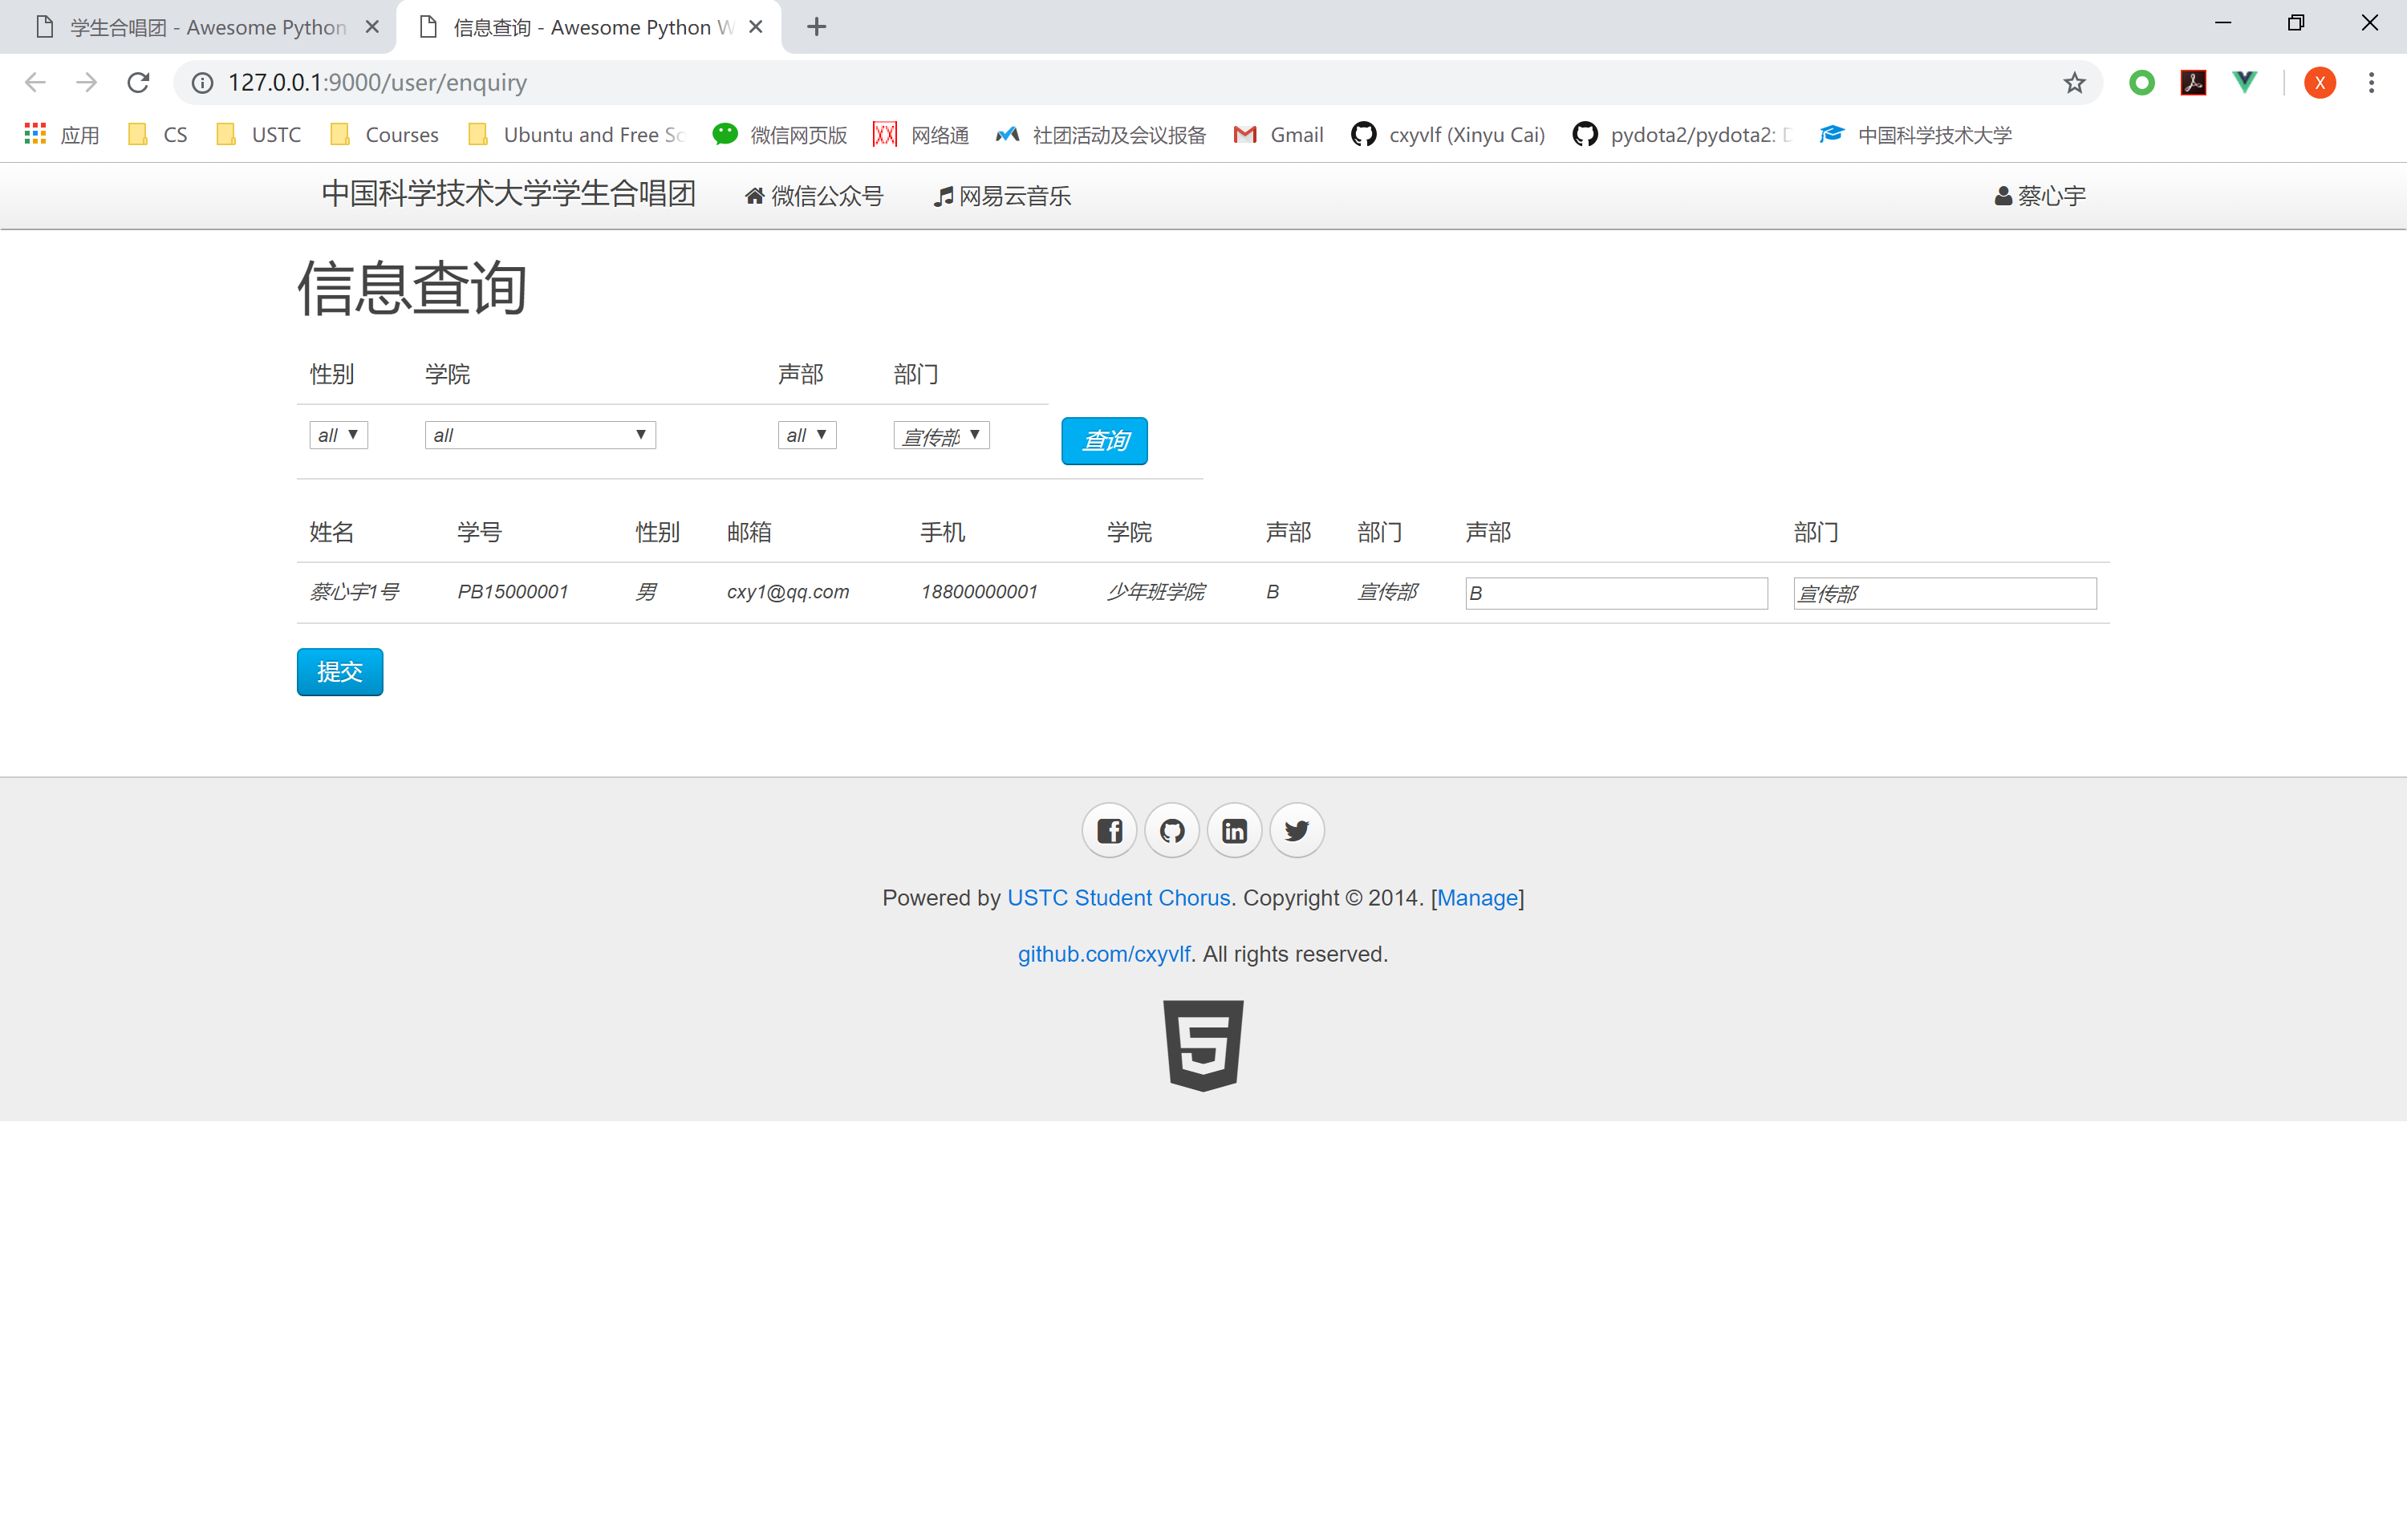 学生合唱团 - Awesome Python
信息查询 - Awesome Python W
127.0.0.1:9000/user/enquiry
X
应用 CS USTC Courses Ubuntu and Free So 微信网页版 网络通 社团活动及会议报备 Gmail cxyvlf (Xinyu Cai) pydota2/pydota2: D 中国科学技术大学
中国科学技术大学学生合唱团 微信公众号 网易云音乐 蔡心宇
信息查询
性别 学院 声部 部门
all all all 宣传部 查询
姓名 学号 性别 邮箱 手机 学院 声部 部门 声部 部门
蔡心宇1号 PB15000001 男 cxy1@qq.com 18800000001 少年班学院 B 宣传部 B 宣传部
提交
Powered by USTC Student Chorus. Copyright © 2014. [Manage]
github.com/cxyvlf. All rights reserved.